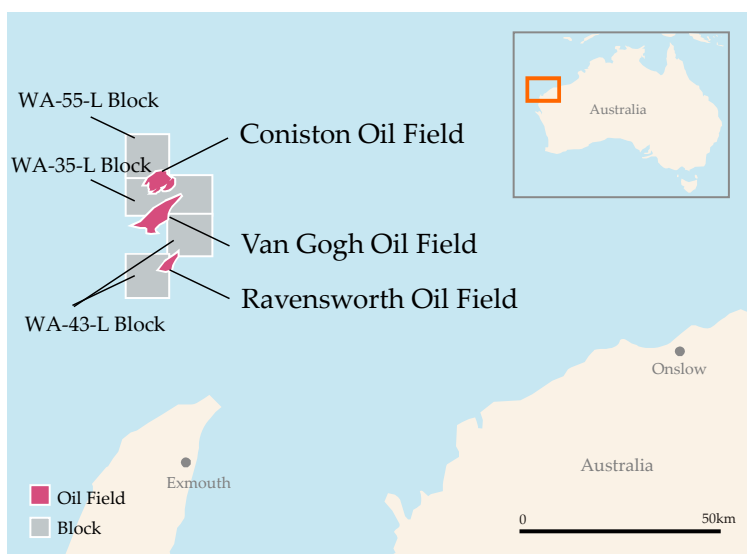 WA-55-L Block
Coniston Oil Field
Australia
WA-35-L Block
Van Gogh Oil Field
Ravensworth Oil Field
WA-43-L Block
Onslow
Exmouth
Australia
Oil Field
Block
0 50km